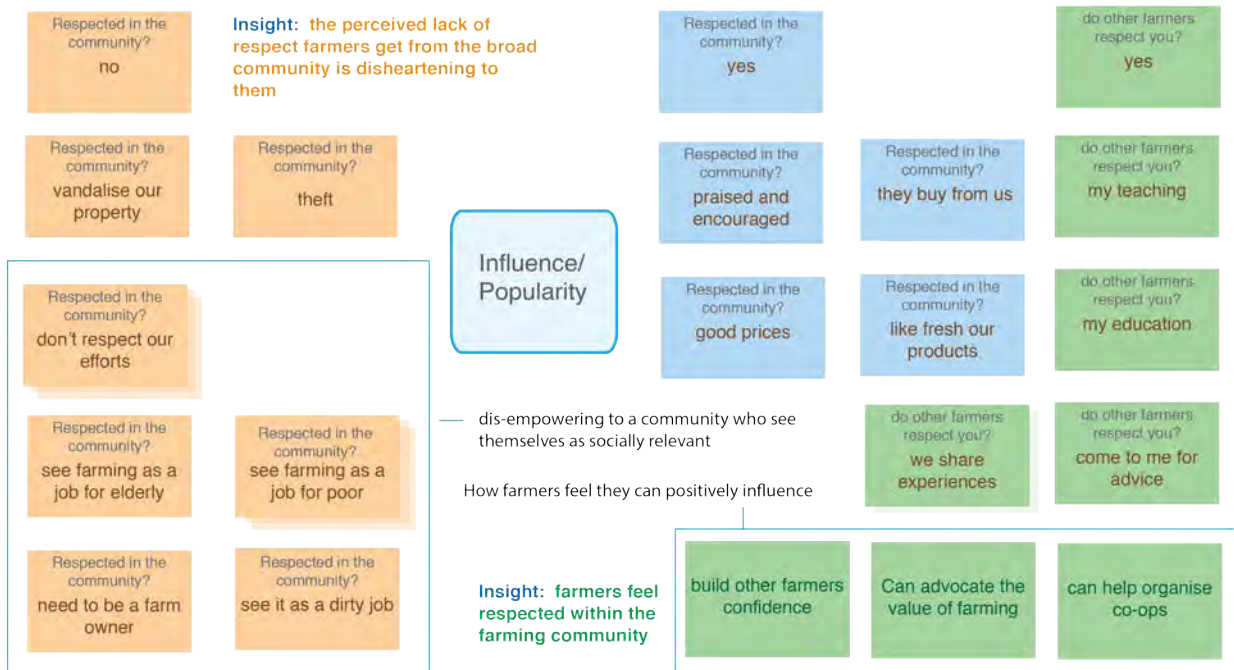 Respected in the
community?
no
Insight: the perceived lack of
respect farmers get from the broad
community is disheartening to
them
Respected in the
community?
yes
do other farmers
respect you?
yes
Respected in the
community?
vandalise our
property
Respected in the
community?
theft
Respected in the
community?
praised and
encouraged
Respected in the
community?
they buy from us
do other farmers
respect you?
my teaching
Influence/
Popularity
Respected in the
community?
don't respect our
efforts
Respected in the
community?
good prices
Respected in the
community?
like fresh our
products
do other farmers
respect you?
my education
Respected in the
community?
see farming as a
job for elderly
Respected in the
community?
see farming as a
job for poor
dis-empowering to a community who see
themselves as socially relevant
do other farmers
respect you?
we share
experiences
do other farmers
respect you?
come to me for
advice
How farmers feel they can positively influence
Respected in the
community?
need to be a farm
owner
Respected in the
community?
see it as a dirty job
Insight: farmers feel
respected within the
farming community
build other farmers
confidence
Can advocate the
value of farming
can help organise
co-ops